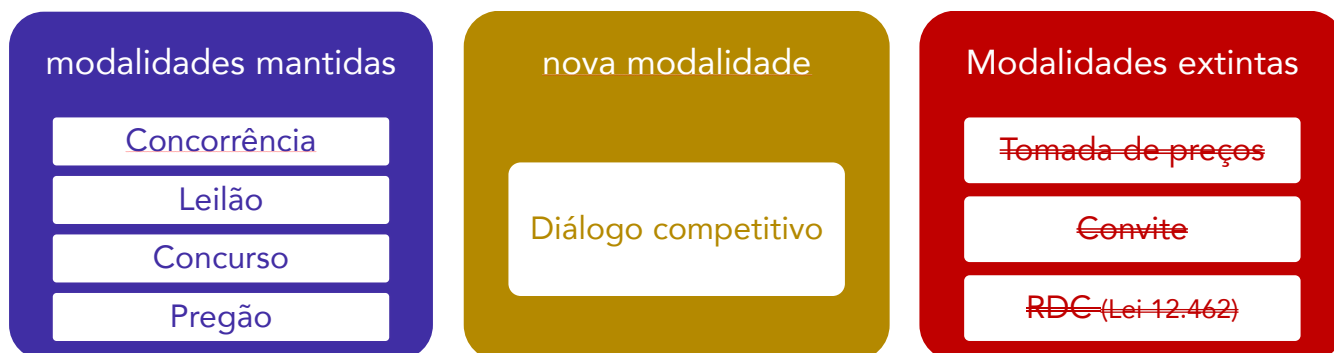 modalidades mantidas
Concorrência
Leilão
Concurso
Pregão
nova modalidade
Diálogo competitivo
Modalidades extintas
Tomada de preços
Convite
RDC (Lei 12.462)